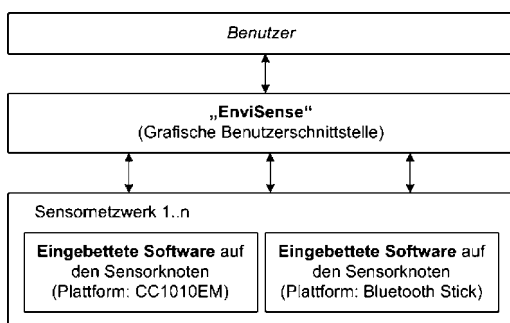 Benutzer
„EnviSense“
(Grafische Benutzerschnittstelle)
Sensornetzwerk 1..n
Eingebettete Software auf
den Sensorknoten
(Plattform: CC1010EM)
Eingebettete Software auf
den Sensorknoten
(Plattform: Bluetooth Stick)